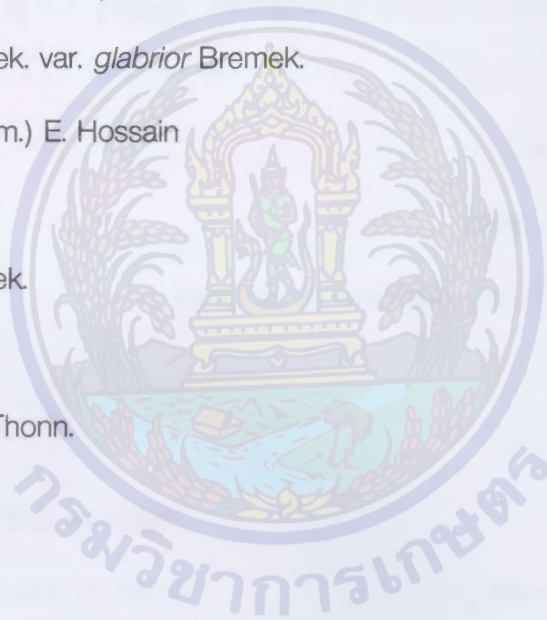 ek. var. glabrior Bremek.
m.) E. Hossain
ek.
Thonn.
กรมวิชาการเกษตร